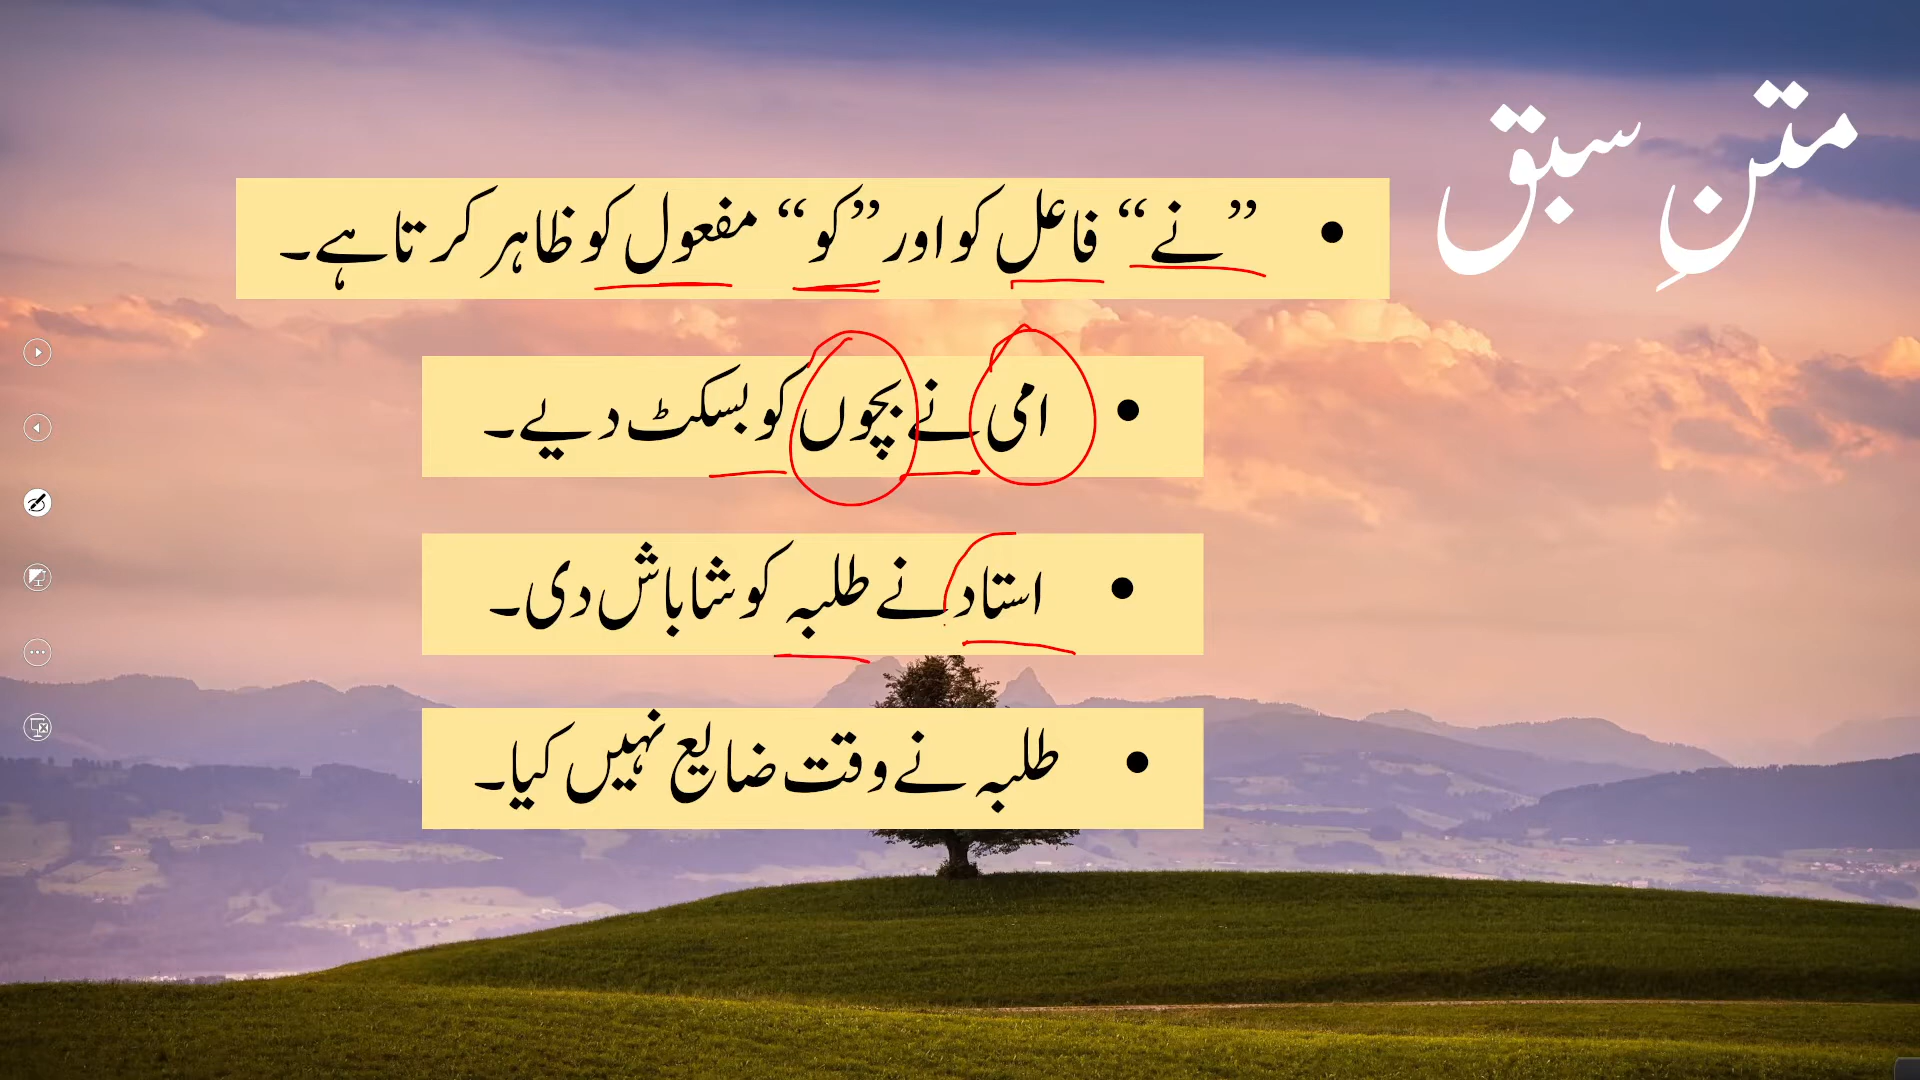 متنِ سبق
• ”نے“ فاعل کو اور ”کو“ مفعول کو ظاہر کرتا ہے۔
• امی نے بچوں کو بسکٹ دیے۔
• استاد نے طلبہ کو شاباش دی۔
• طلبہ نے وقت ضایع نہیں کیا۔